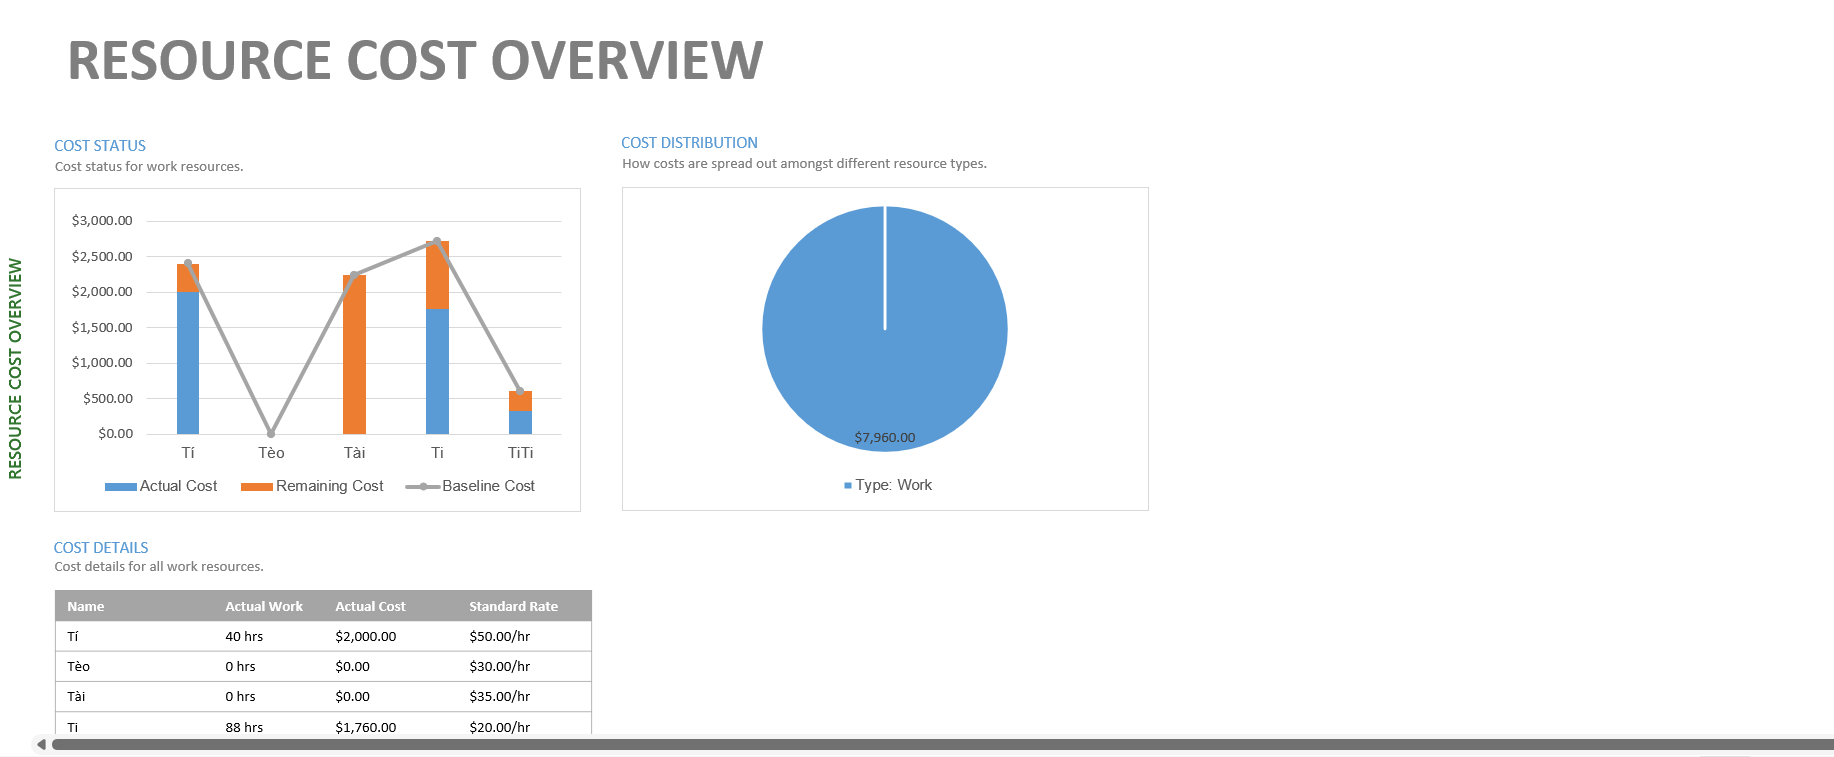 RESOURCE COST OVERVIEW
RESOURCE COST OVERVIEW
COST STATUS
Cost status for work resources.
$3,000.00
$2,500.00
$2,000.00
$1,500.00
$1,000.00
$500.00
$0.00
Tí Tèo Tài Ti TiTi
Actual Cost Remaining Cost Baseline Cost
COST DISTRIBUTION
How costs are spread out amongst different resource types.
$7,960.00
Type: Work
COST DETAILS
Cost details for all work resources.
Name Actual Work Actual Cost Standard Rate
Tí 40 hrs $2,000.00 $50.00/hr
Tèo 0 hrs $0.00 $30.00/hr
Tài 0 hrs $0.00 $35.00/hr
Ti 88 hrs $1,760.00 $20.00/hr